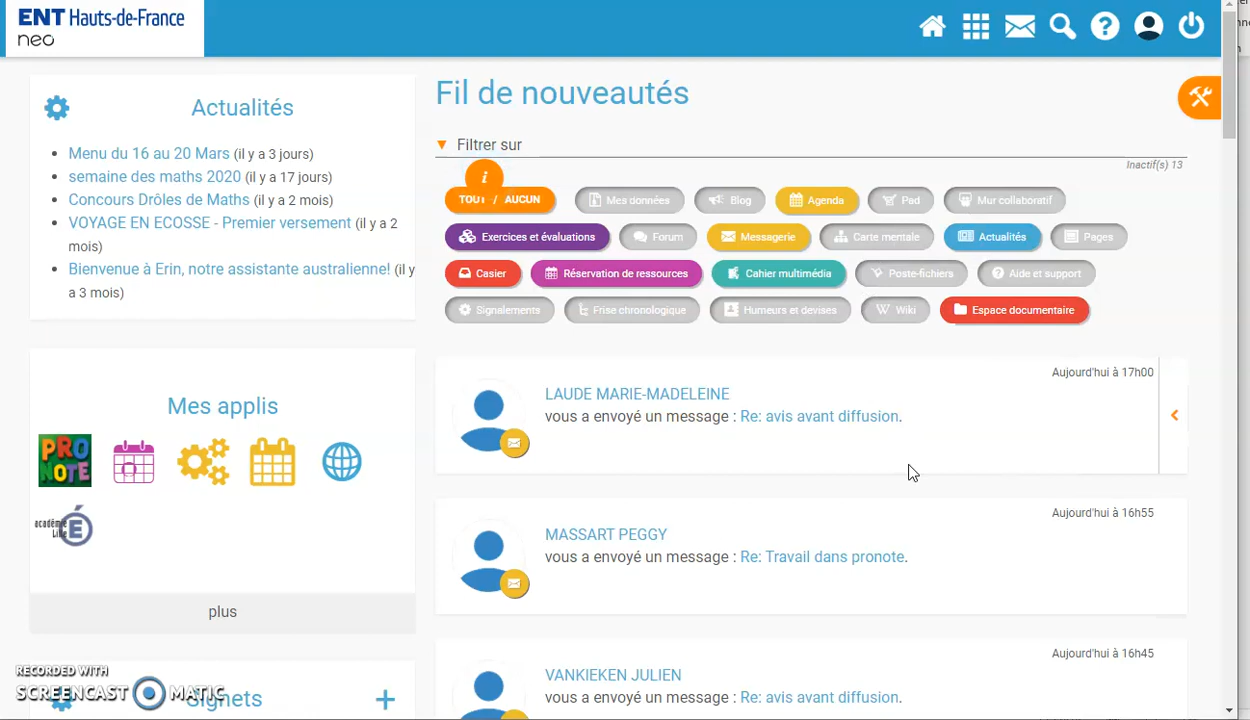 ENT Hauts-de-France
neo
Actualités
Menu du 16 au 20 Mars (il y a 3 jours)
semaine des maths 2020 (il y a 17 jours)
Concours Drôles de Maths (il y a 2 mois)
VOYAGE EN ECOSSE - Premier versement (il y a 2
mois)
Bienvenue à Erin, notre assistante australienne! (il y
a 3 mois)
Mes applis
PRO
NOTE
académie
Lille
plus
Signets
RECORDED WITH
SCREENCAST MATIC
Fil de nouveautés
Filtrer sur
Inactif(s) 13
i
TOUT / AUCUN
Mes données
Blog
Agenda
Pad
Mur collaboratif
Exercices et évaluations
Forum
Messagerie
Carte mentale
Actualités
Pages
Casier
Réservation de ressources
Cahier multimédia
Poste-fichiers
Aide et support
Signalements
Frise chronologique
Humeurs et devises
Wiki
Espace documentaire
Aujourd'hui à 17h00
LAUDE MARIE-MADELEINE
vous a envoyé un message : Re: avis avant diffusion.
Aujourd'hui à 16h55
MASSART PEGGY
vous a envoyé un message : Re: Travail dans pronote.
Aujourd'hui à 16h45
VANKIEKEN JULIEN
vous a envoyé un message : Re: avis avant diffusion.